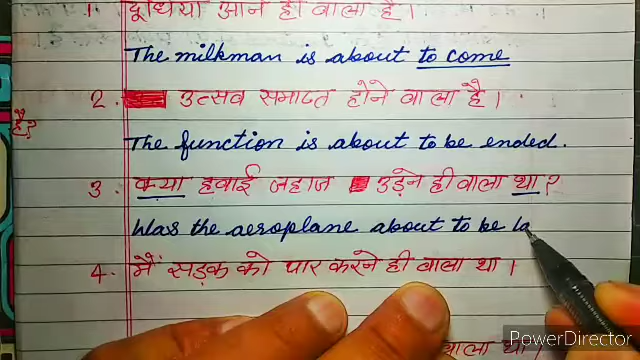 1. दूधिया आने ही वाला है।
The milkman is about to come
2. उत्सव समाप्त होने वाला है।
है?
The function is about to be ended.
3. क्या हवाई जहाज उड़ने ही वाला था?
Was the aeroplane about to be
4. मैं सड़क को पार करने ही वाला था।
PowerDirector
वाला था